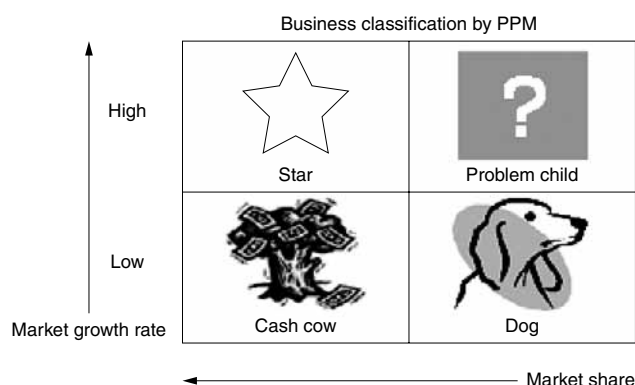 Business classification by PPM
High
?
Star
Problem child
Low
Cash cow
Dog
Market growth rate
Market share